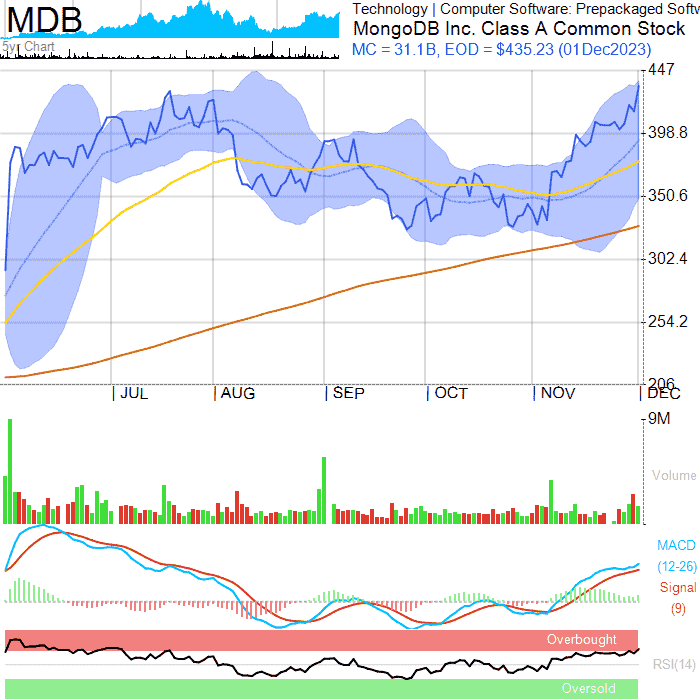 MDB
Technology | Computer Software: Prepackaged Softw
MongoDB Inc. Class A Common Stock
MC = 31.1B, EOD = $435.23 (01Dec2023)
5yr Chart
447
398.8
350.6
302.4
254.2
206
| JUL | AUG | SEP | OCT | NOV | DEC
9M
Volume
MACD
(12-26)
Signal
(9)
Overbought
RSI(14)
Oversold